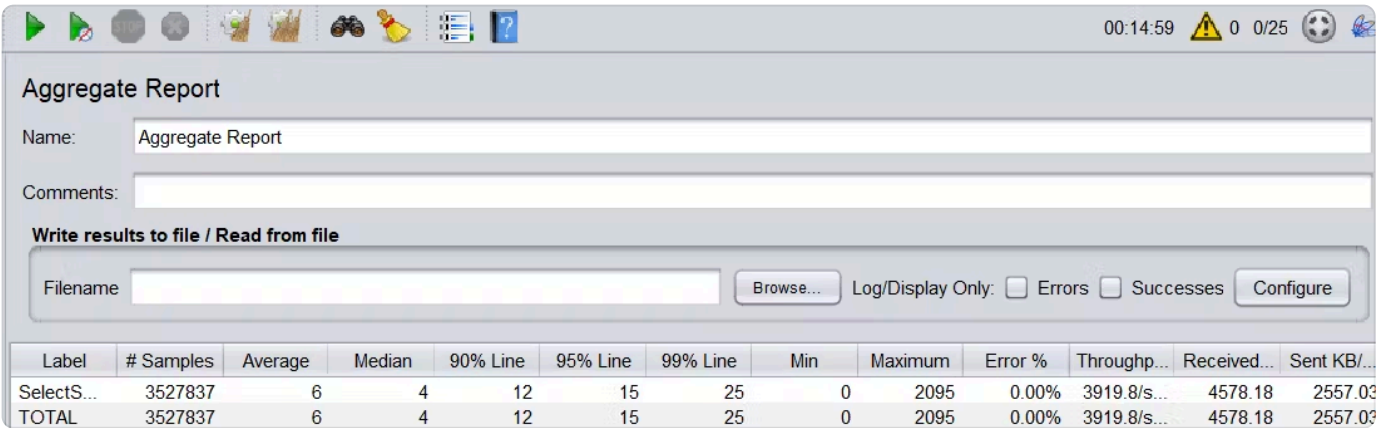 00:14:59 0 0/25
Aggregate Report
Name: Aggregate Report
Comments:
Write results to file / Read from file
Filename Browse... Log/Display Only: Errors Successes Configure
Label # Samples Average Median 90% Line 95% Line 99% Line Min Maximum Error % Throughp... Received... Sent KB/...
SelectS... 3527837 6 4 12 15 25 0 2095 0.00% 3919.8/s... 4578.18 2557.03
TOTAL 3527837 6 4 12 15 25 0 2095 0.00% 3919.8/s... 4578.18 2557.03